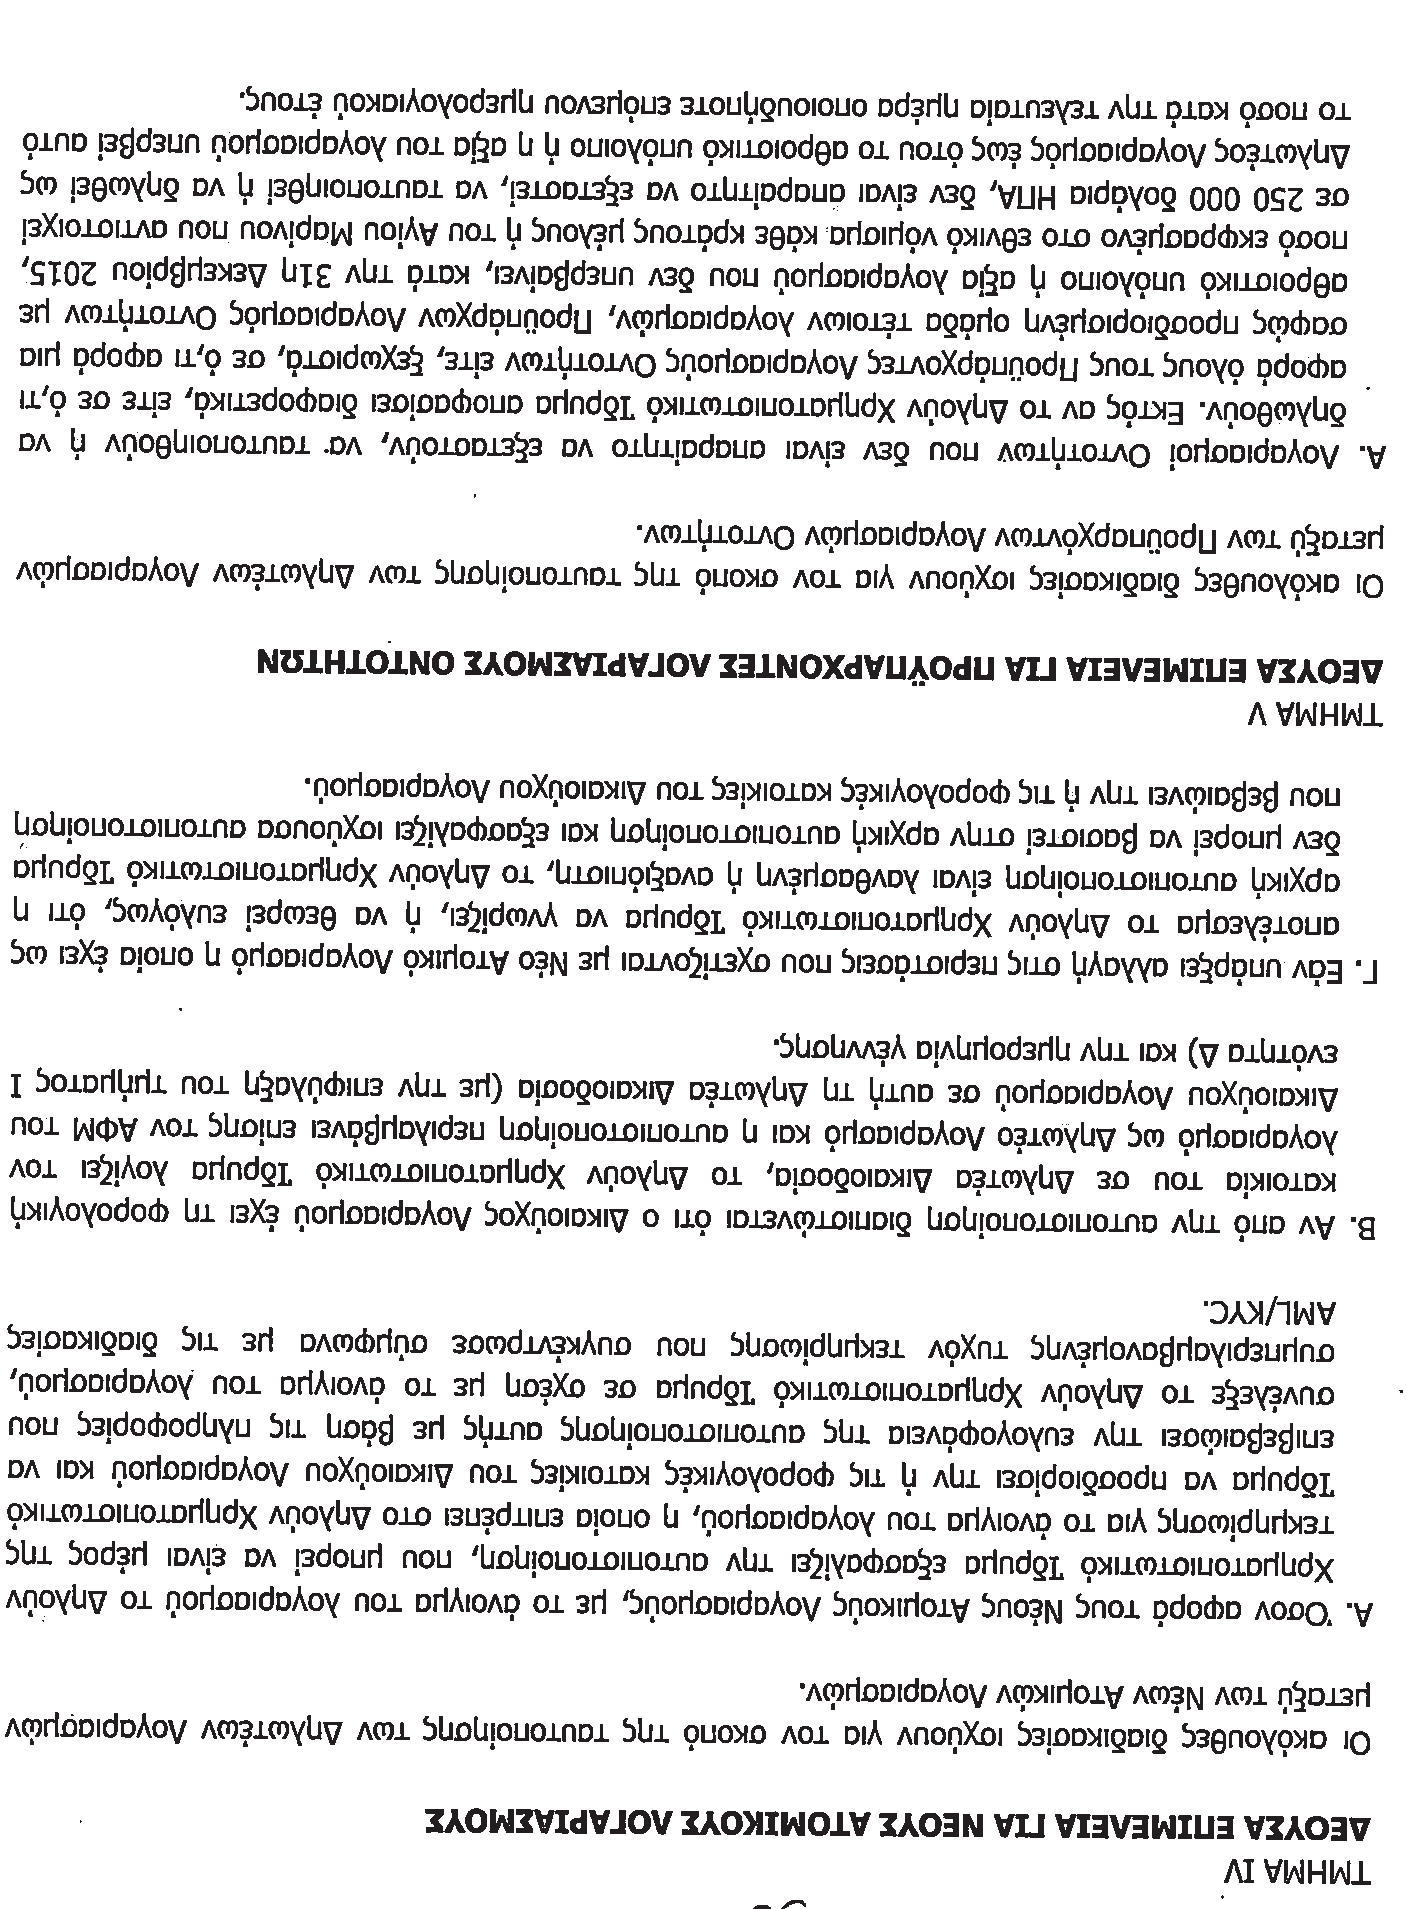 ΤΜΗΜΑ IV
ΔΕΟΥΣΑ ΕΠΙΜΕΛΕΙΑ ΓΙΑ ΝΕΟΥΣ ΑΤΟΜΙΚΟΥΣ ΛΟΓΑΡΙΑΣΜΟΥΣ
Οι ακόλουθες διαδικασίες ισχύουν για τον σκοπό της ταυτοποίησης των Δηλωτέων Λογαριασμών
μεταξύ των Νέων Ατομικών Λογαριασμών.
Α. Όσον αφορά τους Νέους Ατομικούς Λογαριασμούς, με το άνοιγμα του λογαριασμού το Δηλούν
Χρηματοπιστωτικό Ίδρυμα εξασφαλίζει την αυτοπιστοποίηση, που μπορεί να είναι μέρος της
τεκμηρίωσης για το άνοιγμα του λογαριασμού, η οποία επιτρέπει στο Δηλούν Χρηματοπιστωτικό
Ίδρυμα να προσδιορίσει την ή τις φορολογικές κατοικίες του Δικαιούχου Λογαριασμού και να
επιβεβαιώσει την ευλογοφάνεια της αυτοπιστοποίησης αυτής με βάση τις πληροφορίες που
συνέλεξε το Δηλούν Χρηματοπιστωτικό Ίδρυμα σε σχέση με το άνοιγμα του λογαριασμού,
συμπεριλαμβανομένης τυχόν τεκμηρίωσης που συγκέντρωσε σύμφωνα με τις διαδικασίες
AML/KYC.
Β. Αν από την αυτοπιστοποίηση διαπιστώνεται ότι ο Δικαιούχος Λογαριασμού έχει τη φορολογική
κατοικία του σε Δηλωτέα Δικαιοδοσία, το Δηλούν Χρηματοπιστωτικό Ίδρυμα λογίζει τον
λογαριασμό ως Δηλωτέο Λογαριασμό και η αυτοπιστοποίηση περιλαμβάνει επίσης τον ΑΦΜ του
Δικαιούχου Λογαριασμού σε αυτή τη Δηλωτέα Δικαιοδοσία (με την επιφύλαξη του τμήματος Ι
ενότητα Δ) και την ημερομηνία γέννησης.
Γ. Εάν υπάρξει αλλαγή στις περιστάσεις που σχετίζονται με Νέο Ατομικό Λογαριασμό η οποία έχει ως
αποτέλεσμα το Δηλούν Χρηματοπιστωτικό Ίδρυμα να γνωρίζει, ή να θεωρεί ευλόγως, ότι η
αρχική αυτοπιστοποίηση είναι λανθασμένη ή αναξιόπιστη, το Δηλούν Χρηματοπιστωτικό Ίδρυμα
δεν μπορεί να βασιστεί στην αρχική αυτοπιστοποίηση και εξασφαλίζει ισχύουσα αυτοπιστοποίηση
που βεβαιώνει την ή τις φορολογικές κατοικίες του Δικαιούχου Λογαριασμού.
ΤΜΗΜΑ V
ΔΕΟΥΣΑ ΕΠΙΜΕΛΕΙΑ ΓΙΑ ΠΡΟΫΠΑΡΧΟΝΤΕΣ ΛΟΓΑΡΙΑΣΜΟΥΣ ΟΝΤΟΤΗΤΩΝ
Οι ακόλουθες διαδικασίες ισχύουν για τον σκοπό της ταυτοποίησης των Δηλωτέων Λογαριασμών
μεταξύ των Προϋπαρχόντων Λογαριασμών Οντοτήτων.
Α. Λογαριασμοί Οντοτήτων που δεν είναι απαραίτητο να εξεταστούν, να ταυτοποιηθούν ή να
δηλωθούν. Εκτός αν το Δηλούν Χρηματοπιστωτικό Ίδρυμα αποφασίσει διαφορετικά, είτε σε ό,τι
αφορά όλους τους Προϋπάρχοντες Λογαριασμούς Οντοτήτων είτε, ξεχωριστά, σε ό,τι αφορά μια
σαφώς προσδιορισμένη ομάδα τέτοιων λογαριασμών, Προϋπάρχων Λογαριασμός Οντοτήτων με
αθροιστικό υπόλοιπο ή αξία λογαριασμού που δεν υπερβαίνει, κατά την 31η Δεκεμβρίου 2015,
ποσό εκφρασμένο στο εθνικό νόμισμα κάθε κράτους μέλους ή του Αγίου Μαρίνου που αντιστοιχεί
σε 250 000 δολάρια ΗΠΑ, δεν είναι απαραίτητο να εξεταστεί, να ταυτοποιηθεί ή να δηλωθεί ως
Δηλωτέος Λογαριασμός έως ότου το αθροιστικό υπόλοιπο ή η αξία του λογαριασμού υπερβεί αυτό
το ποσό κατά την τελευταία ημέρα οποιουδήποτε επόμενου ημερολογιακού έτους.